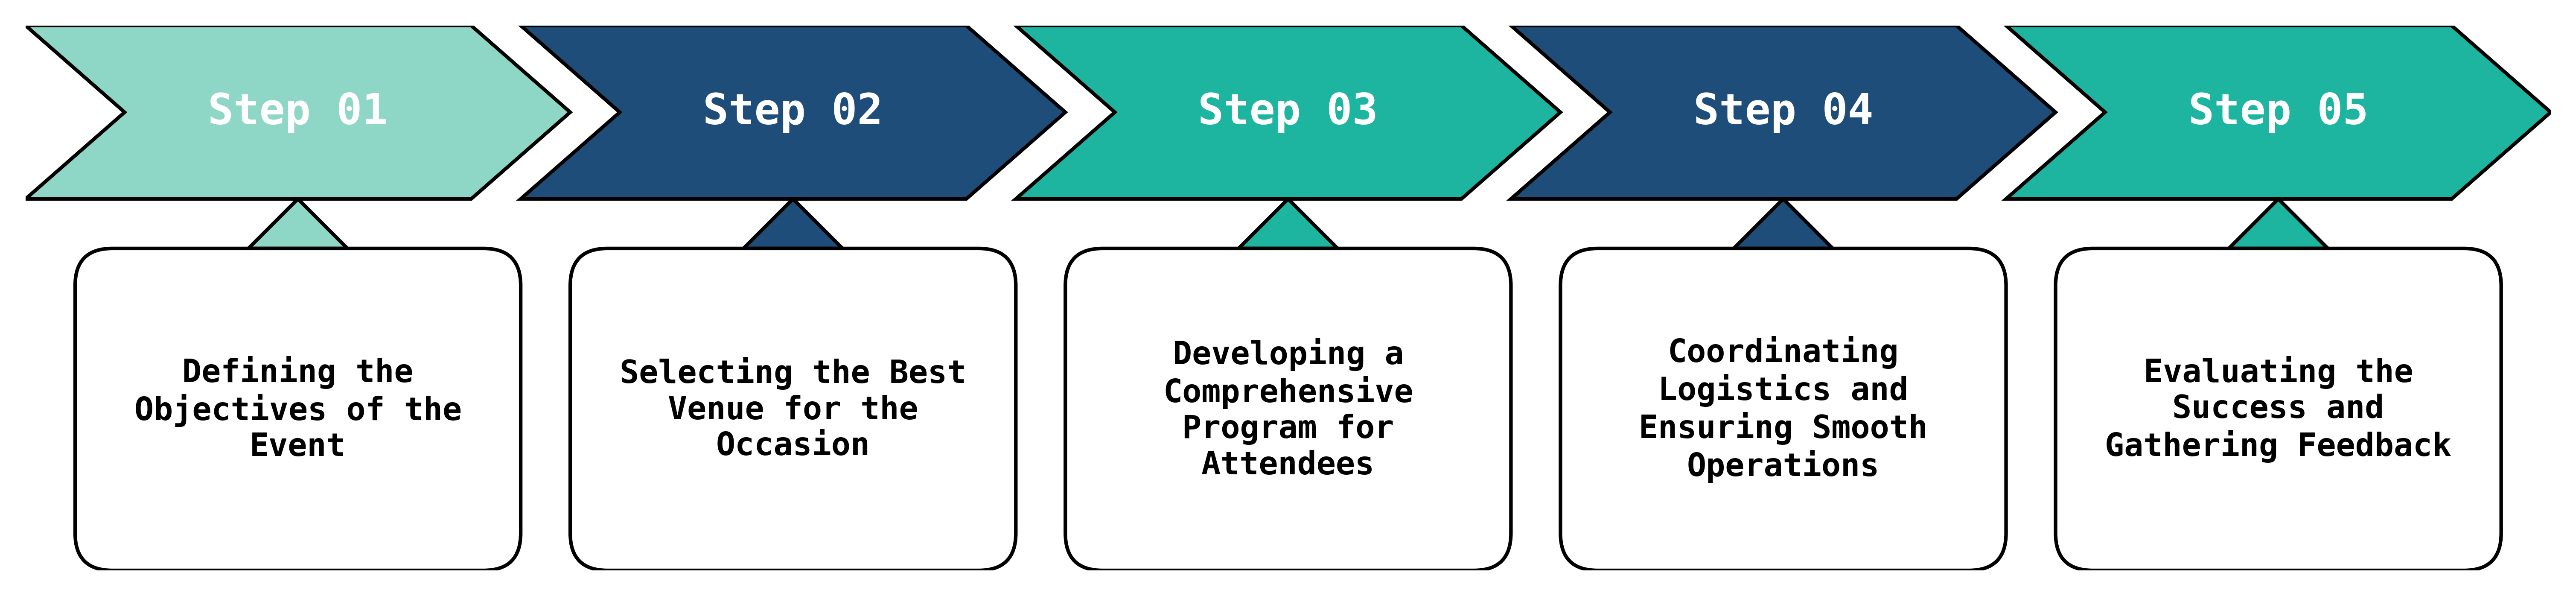 Step 01
Step 02
Step 03
Step 04
Step 05
Defining the
Objectives of the
Event
Selecting the Best
Venue for the
Occasion
Developing a
Comprehensive
Program for
Attendees
Coordinating
Logistics and
Ensuring Smooth
Operations
Evaluating the
Success and
Gathering Feedback